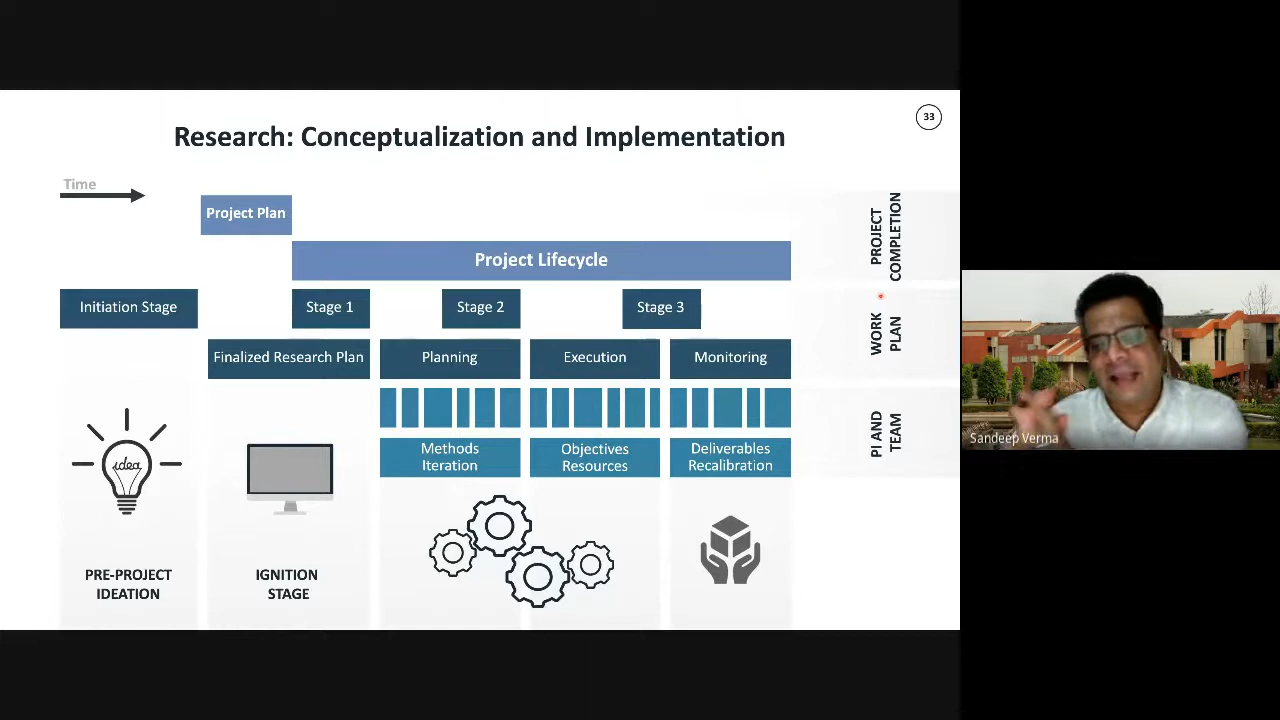 33
Research: Conceptualization and Implementation
Time
Project Plan
Project Lifecycle
PROJECT
COMPLETION
Initiation Stage
Stage 1
Stage 2
Stage 3
WORK
PLAN
Finalized Research Plan
Planning
Execution
Monitoring
PI AND
TEAM
Methods
Iteration
Objectives
Resources
Deliverables
Recalibration
idea
PRE-PROJECT
IDEATION
IGNITION
STAGE
Sandeep Verma